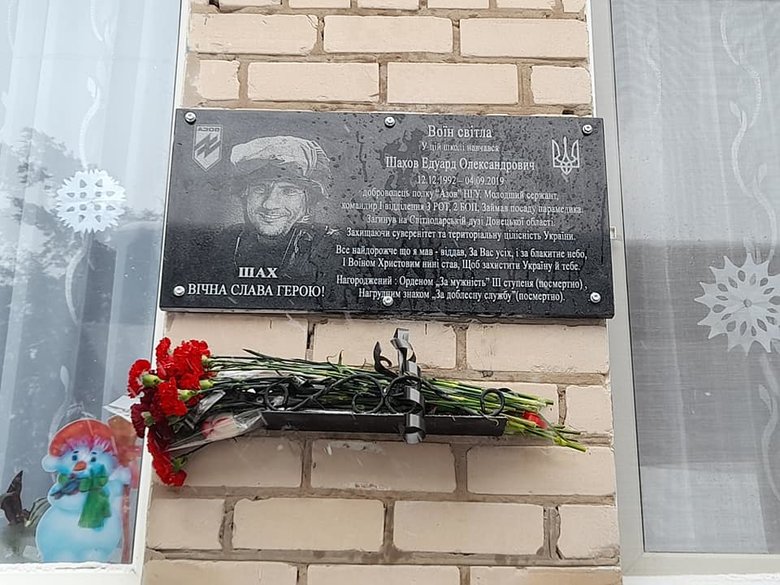 АЗОВ
Воїн світла
У цій школі навчався
Шахов Едуард Олександрович
12.12.1992 – 04.09.2019
доброволець полку "Азов" НГУ, Молодший сержант,
командир І відділення 3 РОТ, 2 БОП, Займав посаду парамедика
Загинув на Світлодарській дузі Донецької області.
Захищаючи суверенітет та територіальну цілісність України.
Все найдорожче що я мав - віддав, За Вас усіх, і за блакитне небо,
І Воїном Христовим нині став, Щоб захистити Україну й тебе.
Нагороджений : Орденом „За мужність" ІІІ ступеня (посмертно) ,
Нагрудним знаком „За доблесну службу"(посмертно).
ШАХ
ВІЧНА СЛАВА ГЕРОЮ!